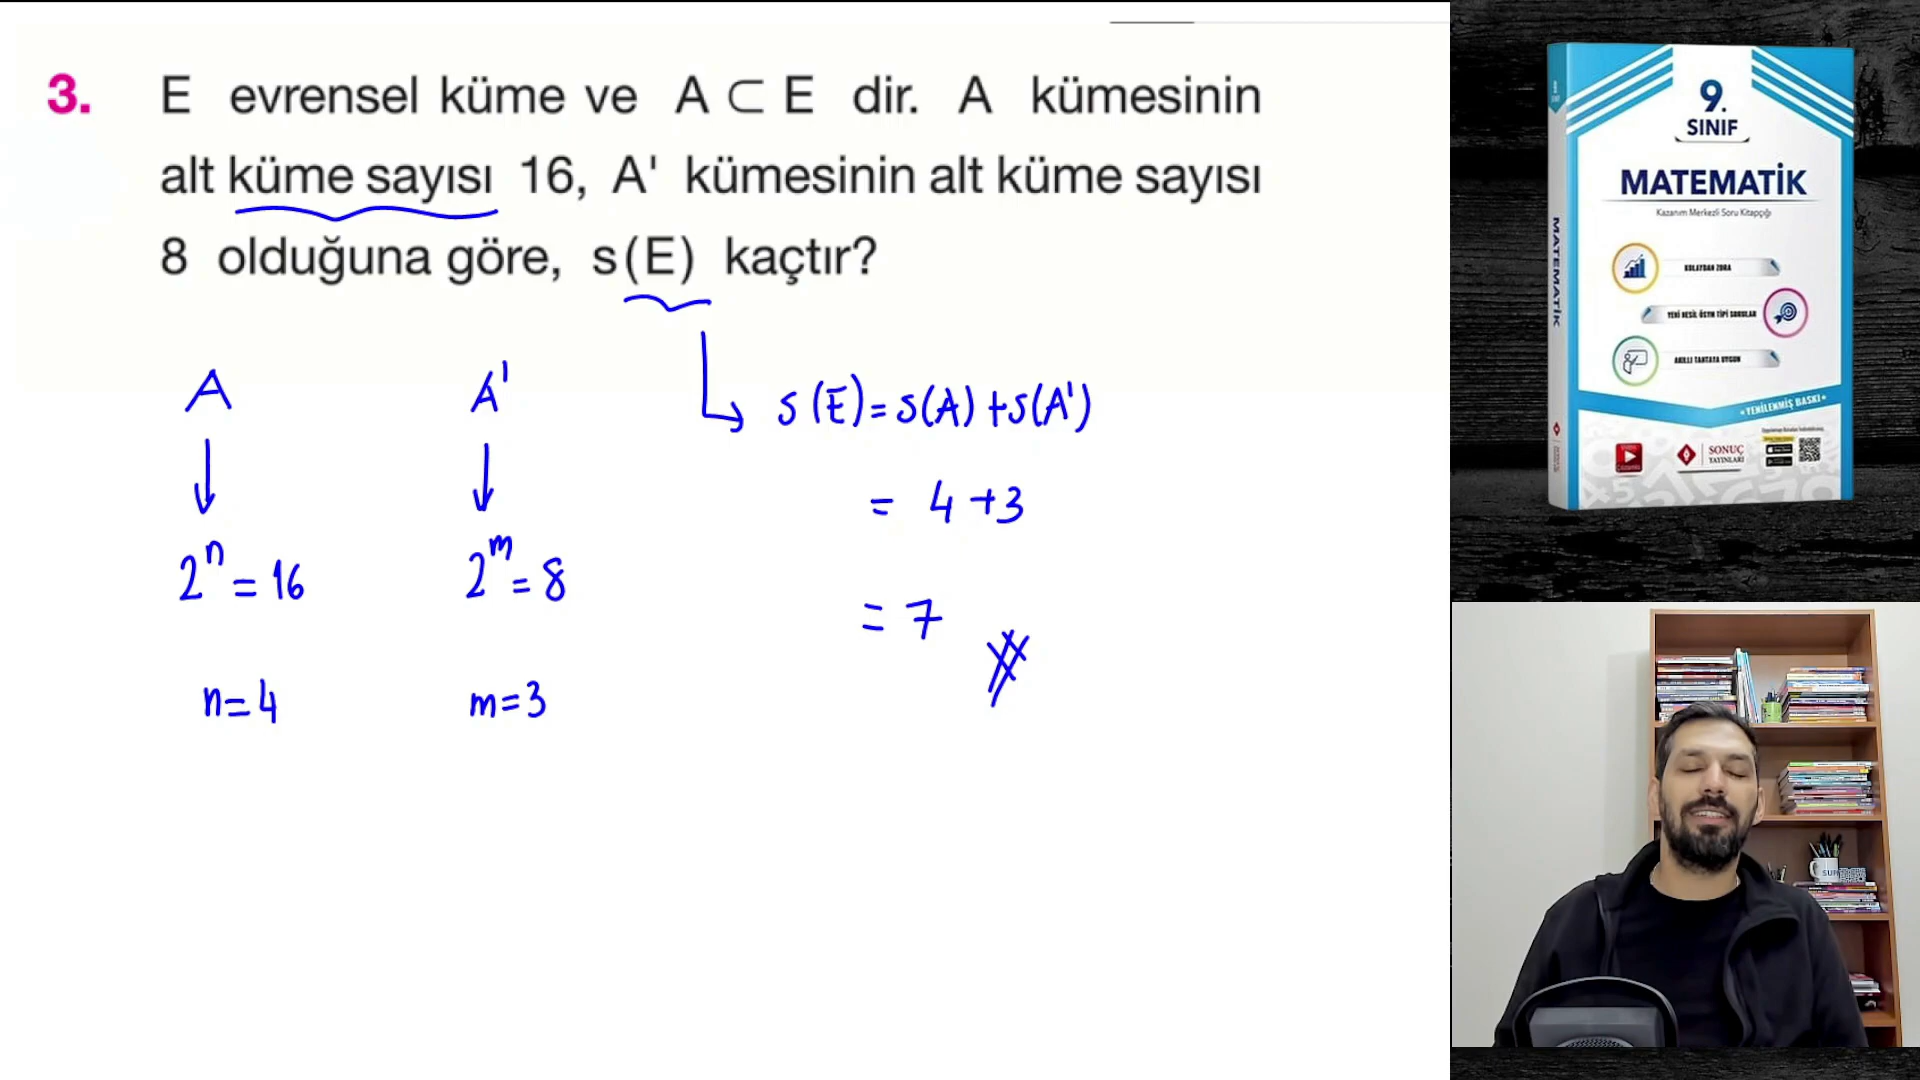 3. E evrensel küme ve A ⊂ E dir. A kümesinin
alt küme sayısı 16, A' kümesinin alt küme sayısı
8 olduğuna göre, s(E) kaçtır?
A
↓
2ⁿ = 16
n=4
A'
↓
2ᵐ = 8
m=3
s(E)=s(A)+s(A')
= 4+3
= 7
9.
SINIF
MATEMATİK
Kazanım Merkezli Soru Kitapçığı
KOLAYDAN ZORA
YENİ NESİL ÖSYM TİPİ SORULAR
AKILLI TAHTAYA UYGUN
•YENİLENMİŞ BASKI•
SONUÇ
YAYINLARI
MATEMATİK
SUP